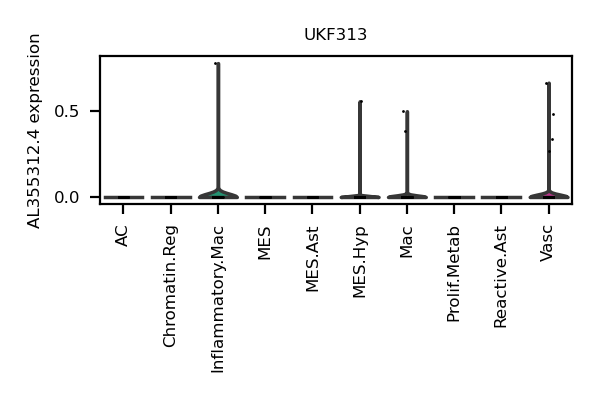 UKF313
AL355312.4 expression
0.5
0.0
AC
Chromatin.Reg
Inflammatory.Mac
MES
MES.Ast
MES.Hyp
Mac
Prolif.Metab
Reactive.Ast
Vasc